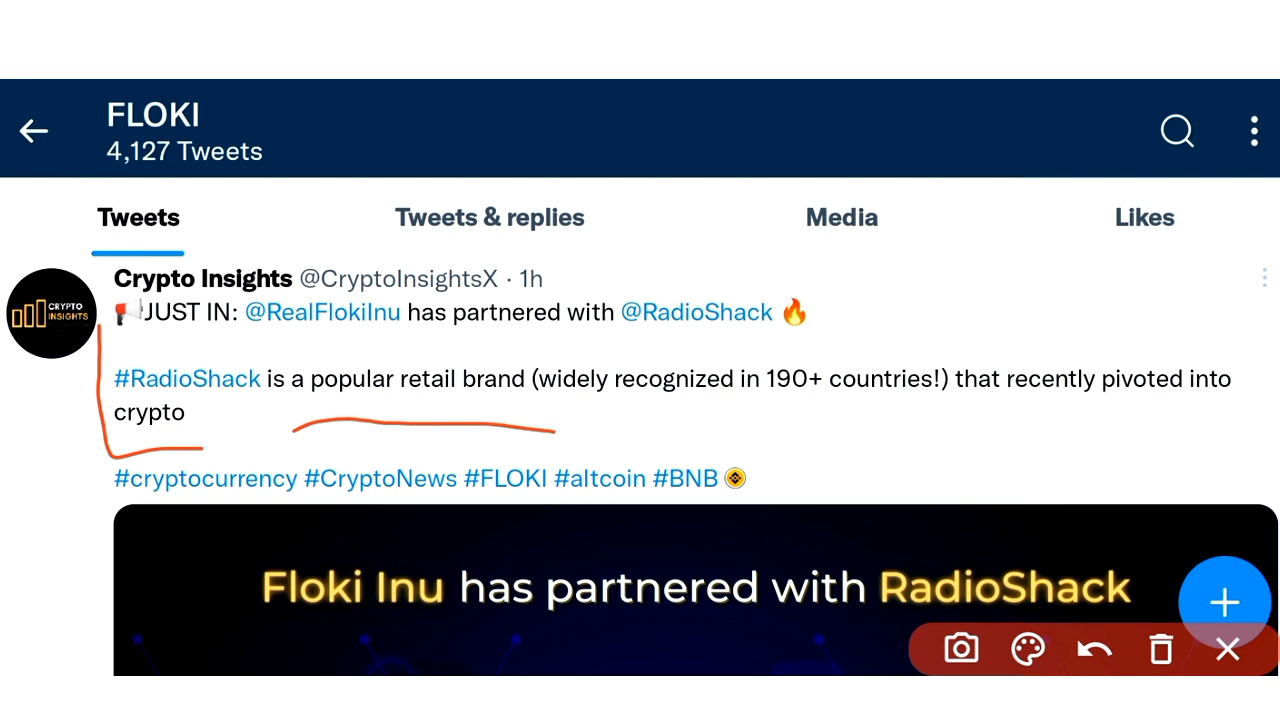 FLOKI
4,127 Tweets
Tweets Tweets & replies Media Likes
Crypto Insights @CryptoInsightsX · 1h
CRYPTO
INSIGHTS
📢JUST IN: @RealFlokiInu has partnered with @RadioShack 🔥
#RadioShack is a popular retail brand (widely recognized in 190+ countries!) that recently pivoted into
crypto
#cryptocurrency #CryptoNews #FLOKI #altcoin #BNB
Floki Inu has partnered with RadioShack